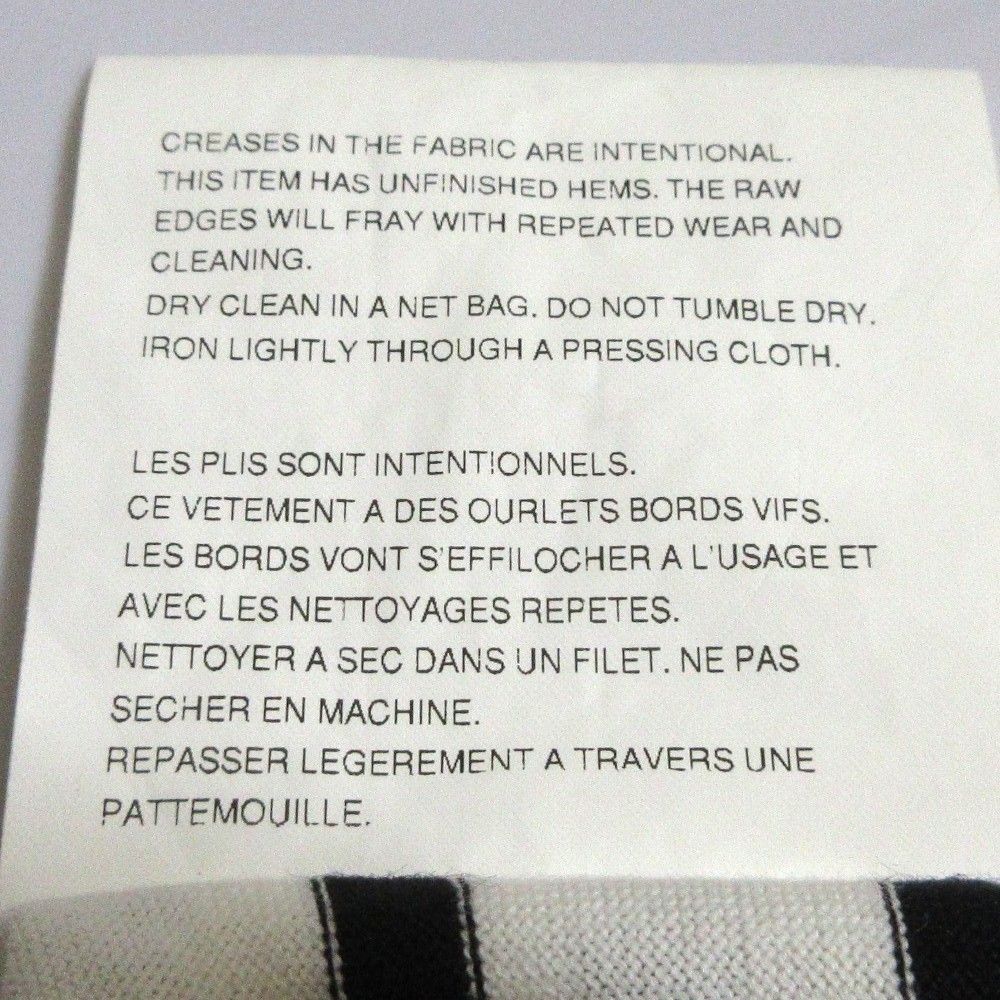 CREASES IN THE FABRIC ARE INTENTIONAL.
THIS ITEM HAS UNFINISHED HEMS. THE RAW
EDGES WILL FRAY WITH REPEATED WEAR AND
CLEANING.
DRY CLEAN IN A NET BAG. DO NOT TUMBLE DRY.
IRON LIGHTLY THROUGH A PRESSING CLOTH.
LES PLIS SONT INTENTIONNELS.
CE VETEMENT A DES OURLETS BORDS VIFS.
LES BORDS VONT S'EFFILOCHER A L'USAGE ET
AVEC LES NETTOYAGES REPETES.
NETTOYER A SEC DANS UN FILET. NE PAS
SECHER EN MACHINE.
REPASSER LEGEREMENT A TRAVERS UNE
PATTEMOUILLE.